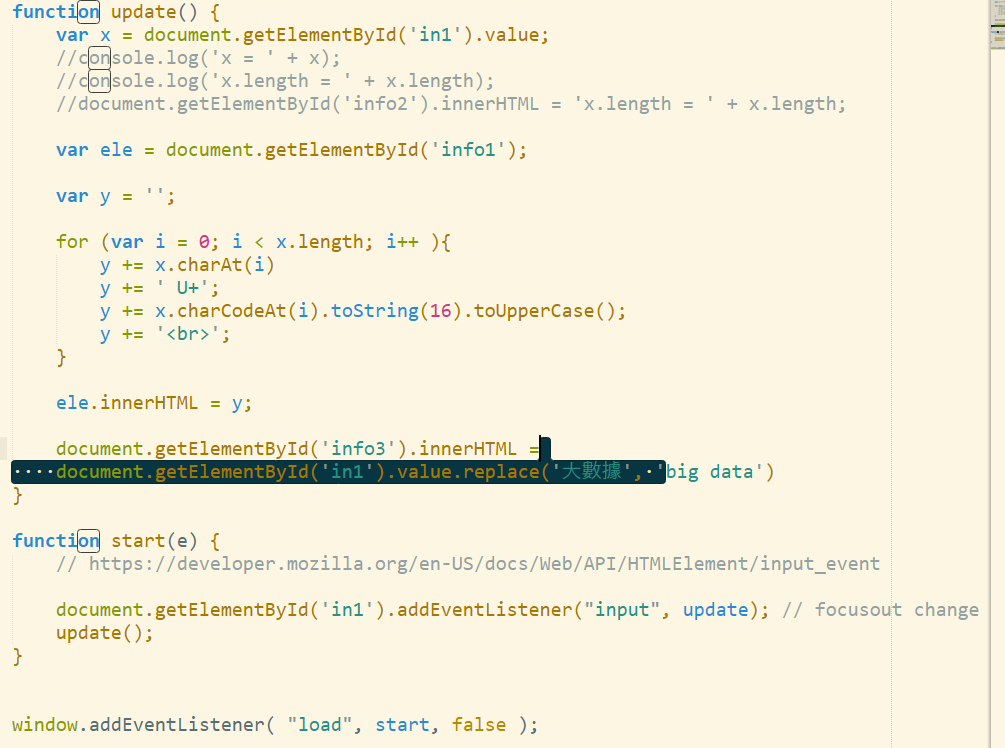 function update() {
    var x = document.getElementById('in1').value;
    //console.log('x = ' + x);
    //console.log('x.length = ' + x.length);
    //document.getElementById('info2').innerHTML = 'x.length = ' + x.length;

    var ele = document.getElementById('info1');

    var y = '';

    for (var i = 0; i < x.length; i++ ){
        y += x.charAt(i)
        y += ' U+';
        y += x.charCodeAt(i).toString(16).toUpperCase();
        y += '<br>';
    }

    ele.innerHTML = y;

    document.getElementById('info3').innerHTML =
    document.getElementById('in1').value.replace('大數據', 'big data')
}

function start(e) {
    // https://developer.mozilla.org/en-US/docs/Web/API/HTMLElement/input_event

    document.getElementById('in1').addEventListener("input", update); // focusout change
    update();
}

window.addEventListener( "load", start, false );